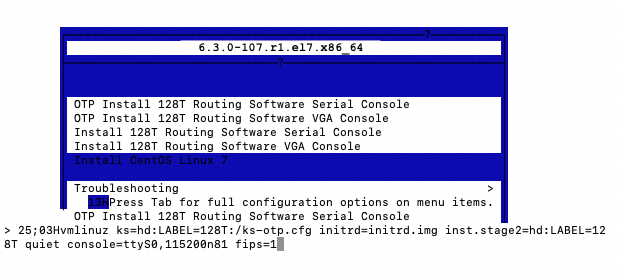 ?
6.3.0-107.r1.el7.x86_64
?
OTP Install 128T Routing Software Serial Console
OTP Install 128T Routing Software VGA Console
Install 128T Routing Software Serial Console
Install 128T Routing Software VGA Console
Install CentOS Linux 7
Troubleshooting >
13HPress Tab for full configuration options on menu items.
OTP Install 128T Routing Software Serial Console
> 25;03Hvmlinuz ks=hd:LABEL=128T:/ks-otp.cfg initrd=initrd.img inst.stage2=hd:LABEL=12
8T quiet console=ttyS0,115200n81 fips=1